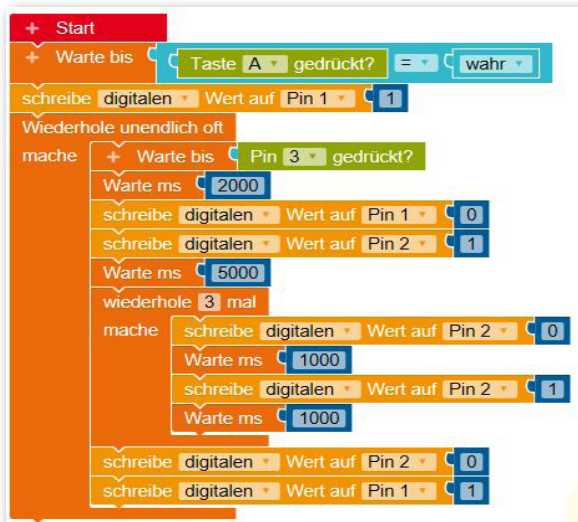 + Start
+ Warte bis Taste A gedrückt? = wahr
schreibe digitalen Wert auf Pin 1 1
Wiederhole unendlich oft
mache + Warte bis Pin 3 gedrückt?
Warte ms 2000
schreibe digitalen Wert auf Pin 1 0
schreibe digitalen Wert auf Pin 2 1
Warte ms 5000
wiederhole 3 mal
mache schreibe digitalen Wert auf Pin 2 0
Warte ms 1000
schreibe digitalen Wert auf Pin 2 1
Warte ms 1000
schreibe digitalen Wert auf Pin 2 0
schreibe digitalen Wert auf Pin 1 1